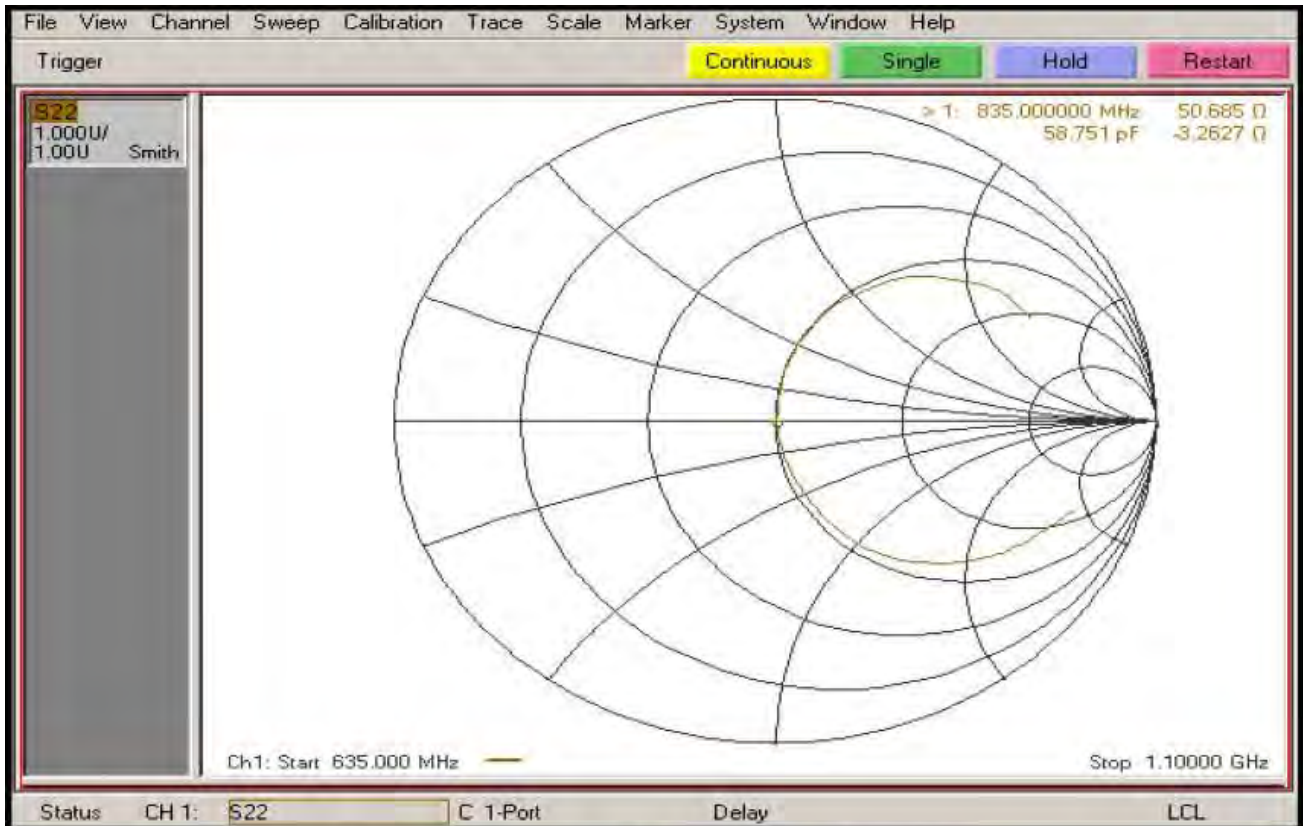 File View Channel Sweep Calibration Trace Scale Marker System Window Help
Trigger Continuous Single Hold Restart
S22
1.000U/
1.00U Smith
> 1: 835.000000 MHz 50.685 Ω
58.751 pF -3.2627 Ω
Ch1: Start 635.000 MHz Stop 1.10000 GHz
Status CH 1: S22 C 1-Port Delay LCL